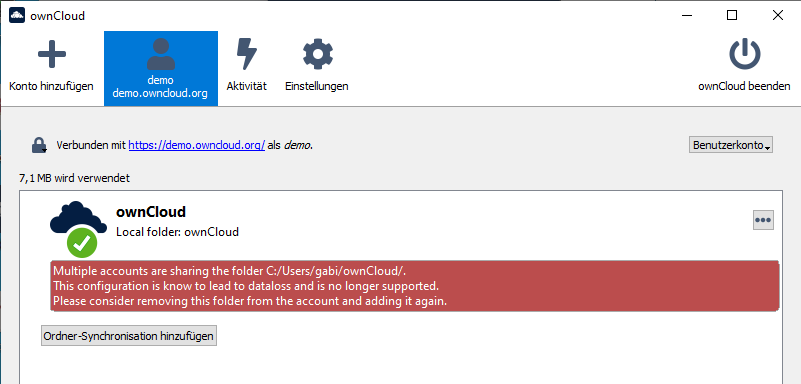 ownCloud
Konto hinzufügen
demo
demo.owncloud.org
Aktivität
Einstellungen
ownCloud beenden
Verbunden mit https://demo.owncloud.org/ als demo.
Benutzerkonto
7,1 MB wird verwendet
ownCloud
Local folder: ownCloud
Multiple accounts are sharing the folder C:/Users/gabi/ownCloud/.
This configuration is know to lead to dataloss and is no longer supported.
Please consider removing this folder from the account and adding it again.
Ordner-Synchronisation hinzufügen